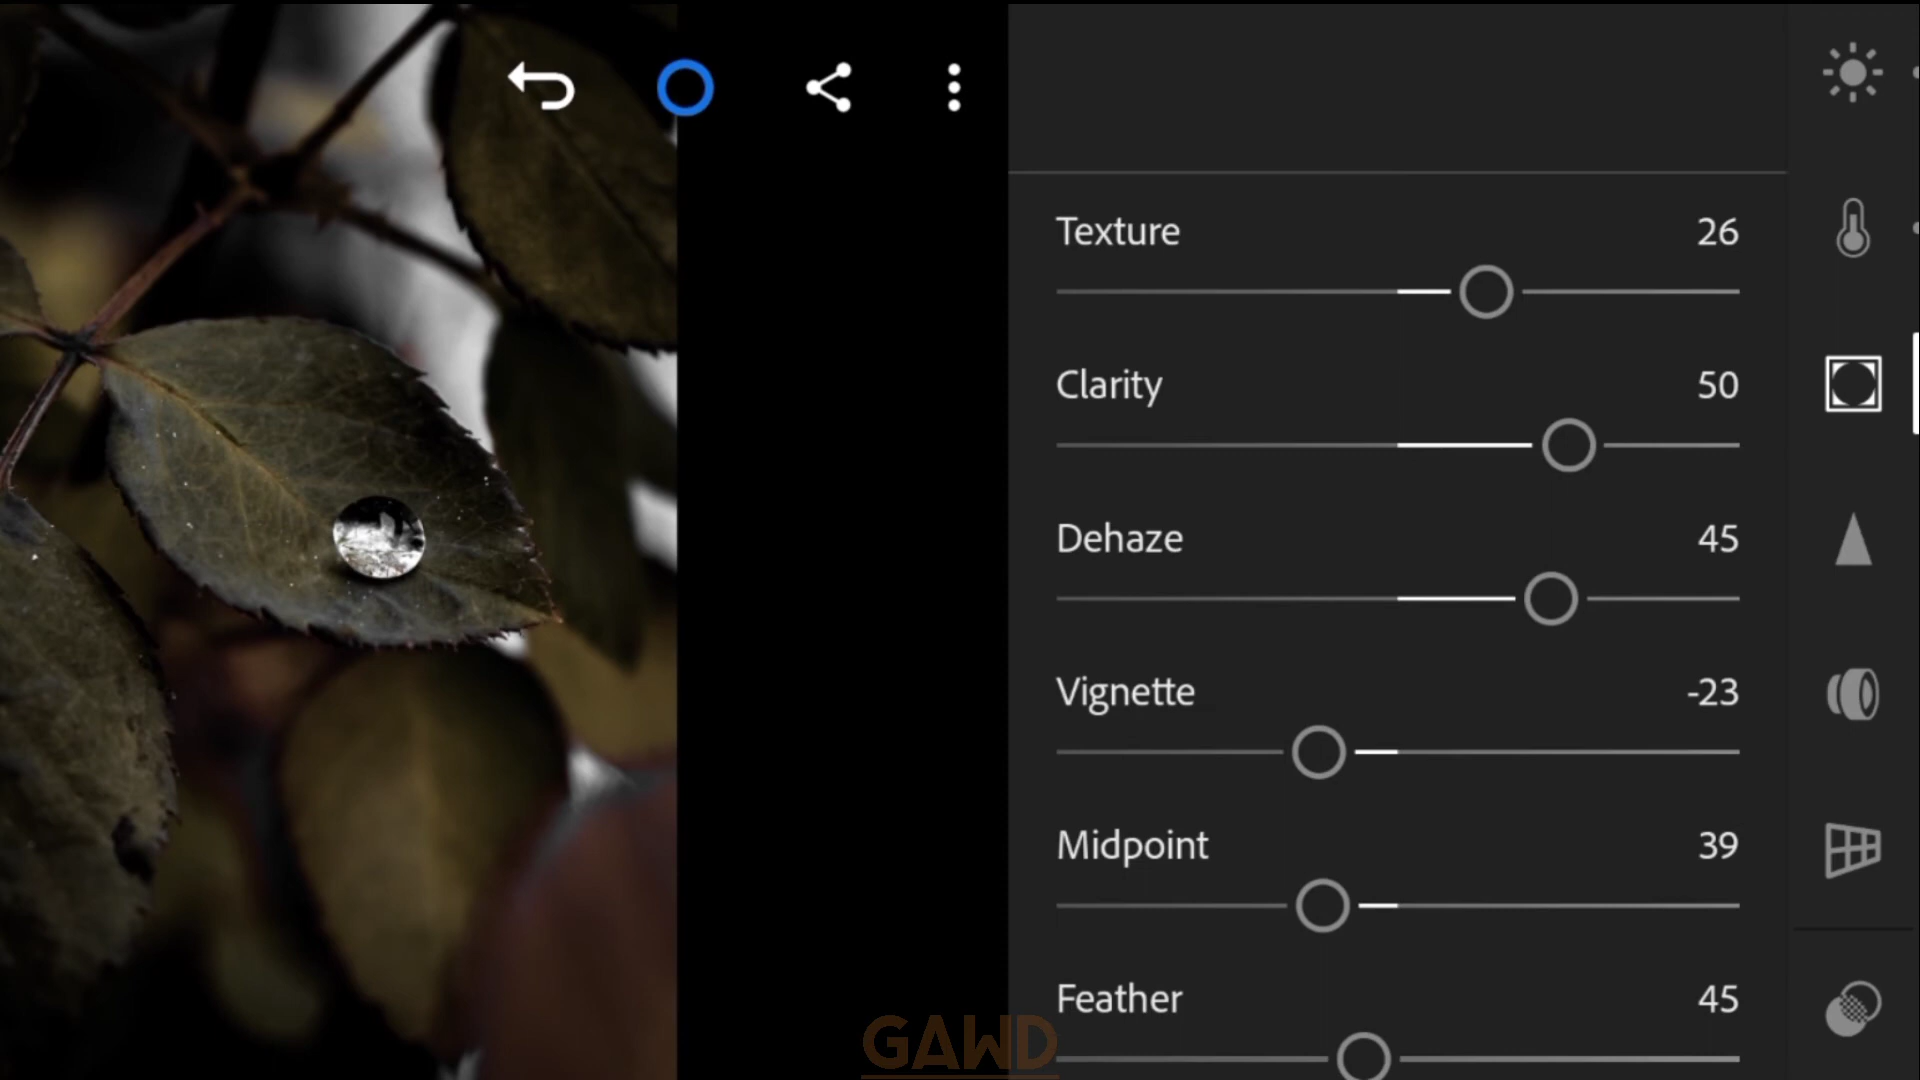 Texture 26
Clarity 50
Dehaze 45
Vignette -23
Midpoint 39
Feather 45
GAWD